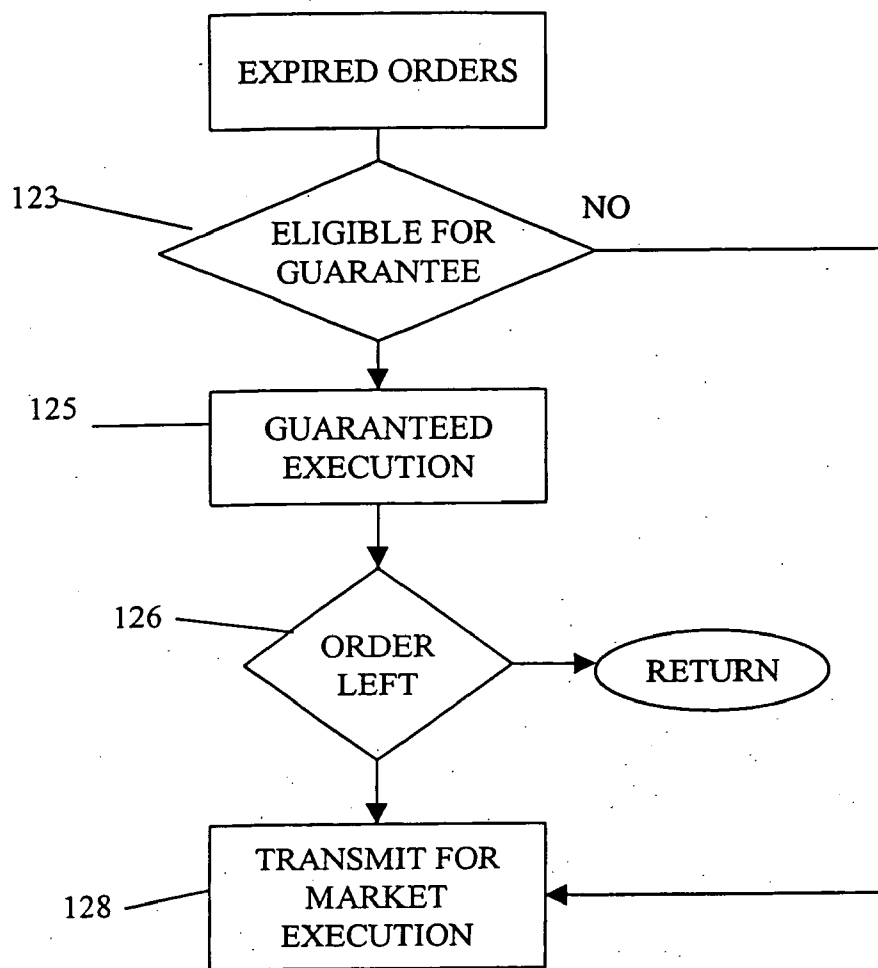 EXPIRED ORDERS
123
NO
ELIGIBLE FOR
GUARANTEE
125
GUARANTEED
EXECUTION
126
ORDER
LEFT
RETURN
128
TRANSMIT FOR
MARKET
EXECUTION